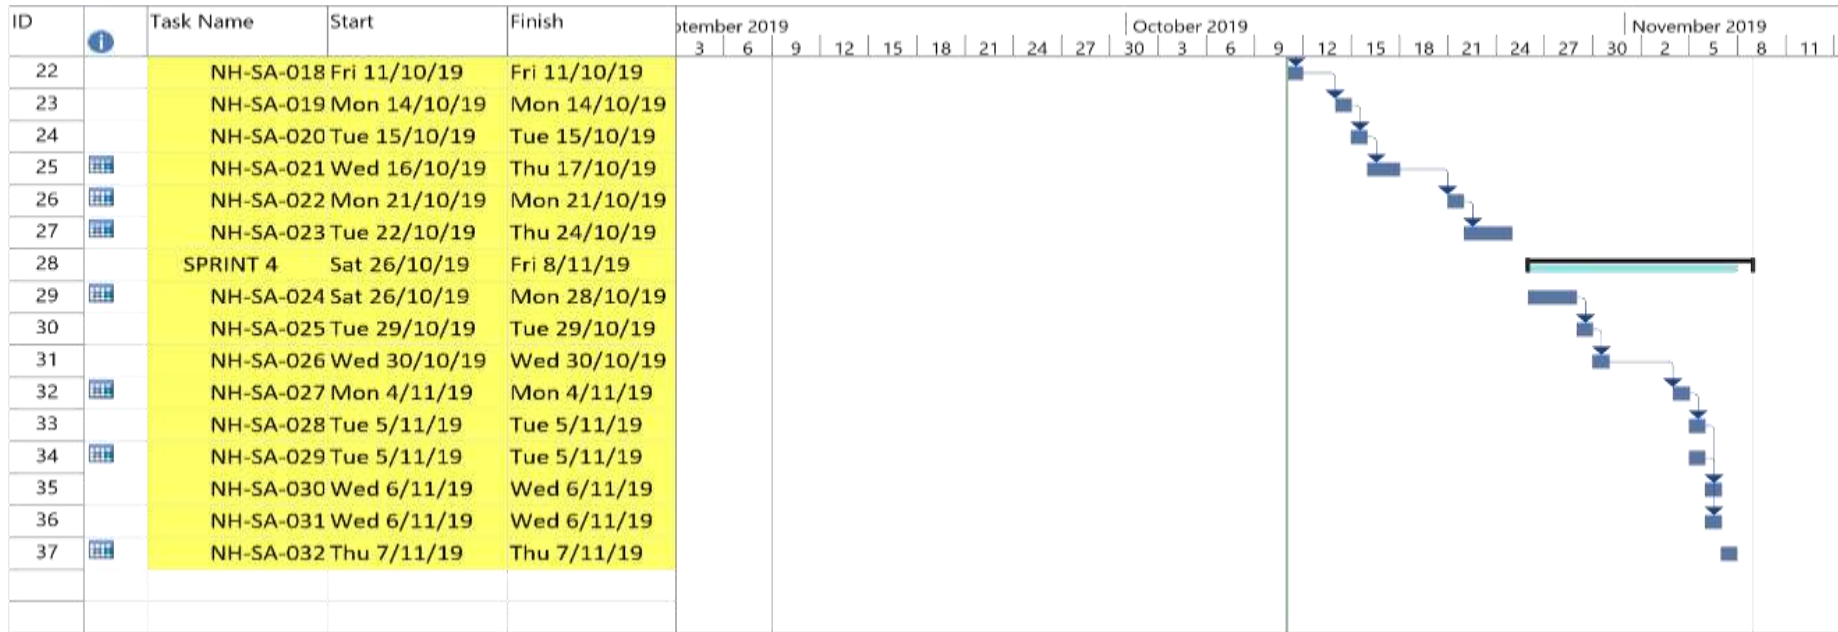 ID Task Name Start Finish ptember 2019 October 2019 November 2019
3 6 9 12 15 18 21 24 27 30 3 6 9 12 15 18 21 24 27 30 2 5 8 11
22 NH-SA-018 Fri 11/10/19 Fri 11/10/19
23 NH-SA-019 Mon 14/10/19 Mon 14/10/19
24 NH-SA-020 Tue 15/10/19 Tue 15/10/19
25 NH-SA-021 Wed 16/10/19 Thu 17/10/19
26 NH-SA-022 Mon 21/10/19 Mon 21/10/19
27 NH-SA-023 Tue 22/10/19 Thu 24/10/19
28 SPRINT 4 Sat 26/10/19 Fri 8/11/19
29 NH-SA-024 Sat 26/10/19 Mon 28/10/19
30 NH-SA-025 Tue 29/10/19 Tue 29/10/19
31 NH-SA-026 Wed 30/10/19 Wed 30/10/19
32 NH-SA-027 Mon 4/11/19 Mon 4/11/19
33 NH-SA-028 Tue 5/11/19 Tue 5/11/19
34 NH-SA-029 Tue 5/11/19 Tue 5/11/19
35 NH-SA-030 Wed 6/11/19 Wed 6/11/19
36 NH-SA-031 Wed 6/11/19 Wed 6/11/19
37 NH-SA-032 Thu 7/11/19 Thu 7/11/19